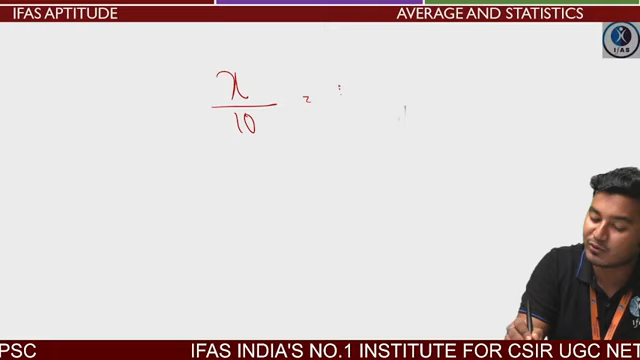 IFAS APTITUDE
AVERAGE AND STATISTICS
IFAS
x
10
=
PSC
IFAS INDIA'S NO.1 INSTITUTE FOR CSIR UGC NET